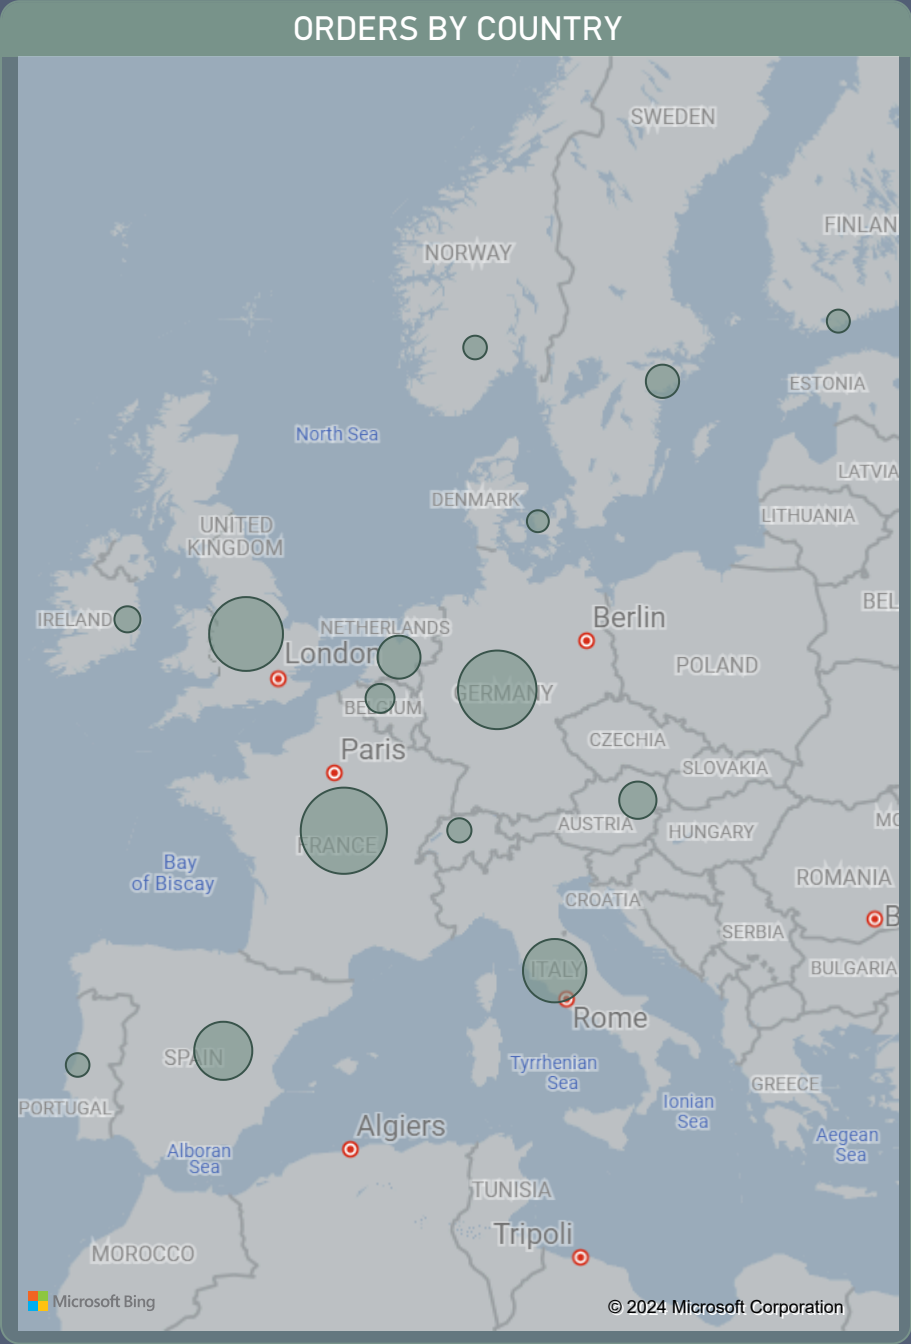 ORDERS BY COUNTRY
SWEDEN
FINLAN
NORWAY
ESTONIA
North Sea
LATVIA
DENMARK
LITHUANIA
UNITED
KINGDOM
BEL
IRELAND
NETHERLANDS
Berlin
London
POLAND
GERMANY
BELGIUM
CZECHIA
Paris
SLOVAKIA
AUSTRIA
HUNGARY
MO
FRANCE
Bay
of Biscay
ROMANIA
CROATIA
B
SERBIA
ITALY
BULGARIA
Rome
SPAIN
Tyrrhenian
Sea
GREECE
PORTUGAL
Ionian
Sea
Algiers
Aegean
Sea
Alboran
Sea
TUNISIA
Tripoli
MOROCCO
Microsoft Bing
© 2024 Microsoft Corporation